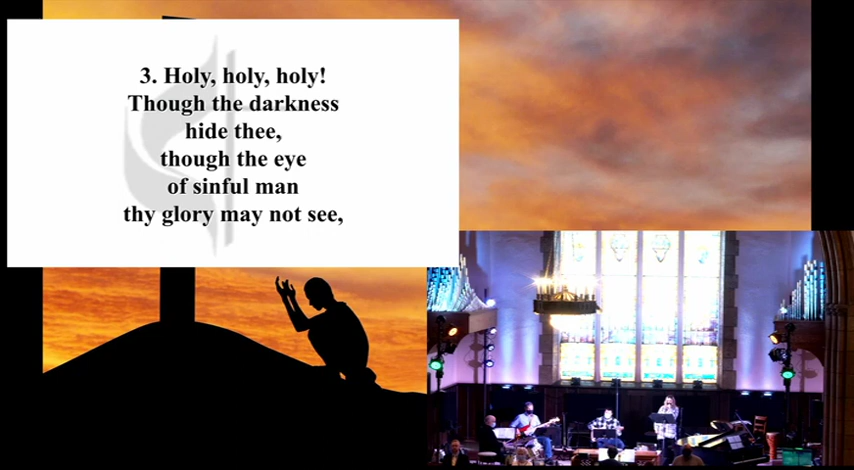 3. Holy, holy, holy!
Though the darkness
hide thee,
though the eye
of sinful man
thy glory may not see,